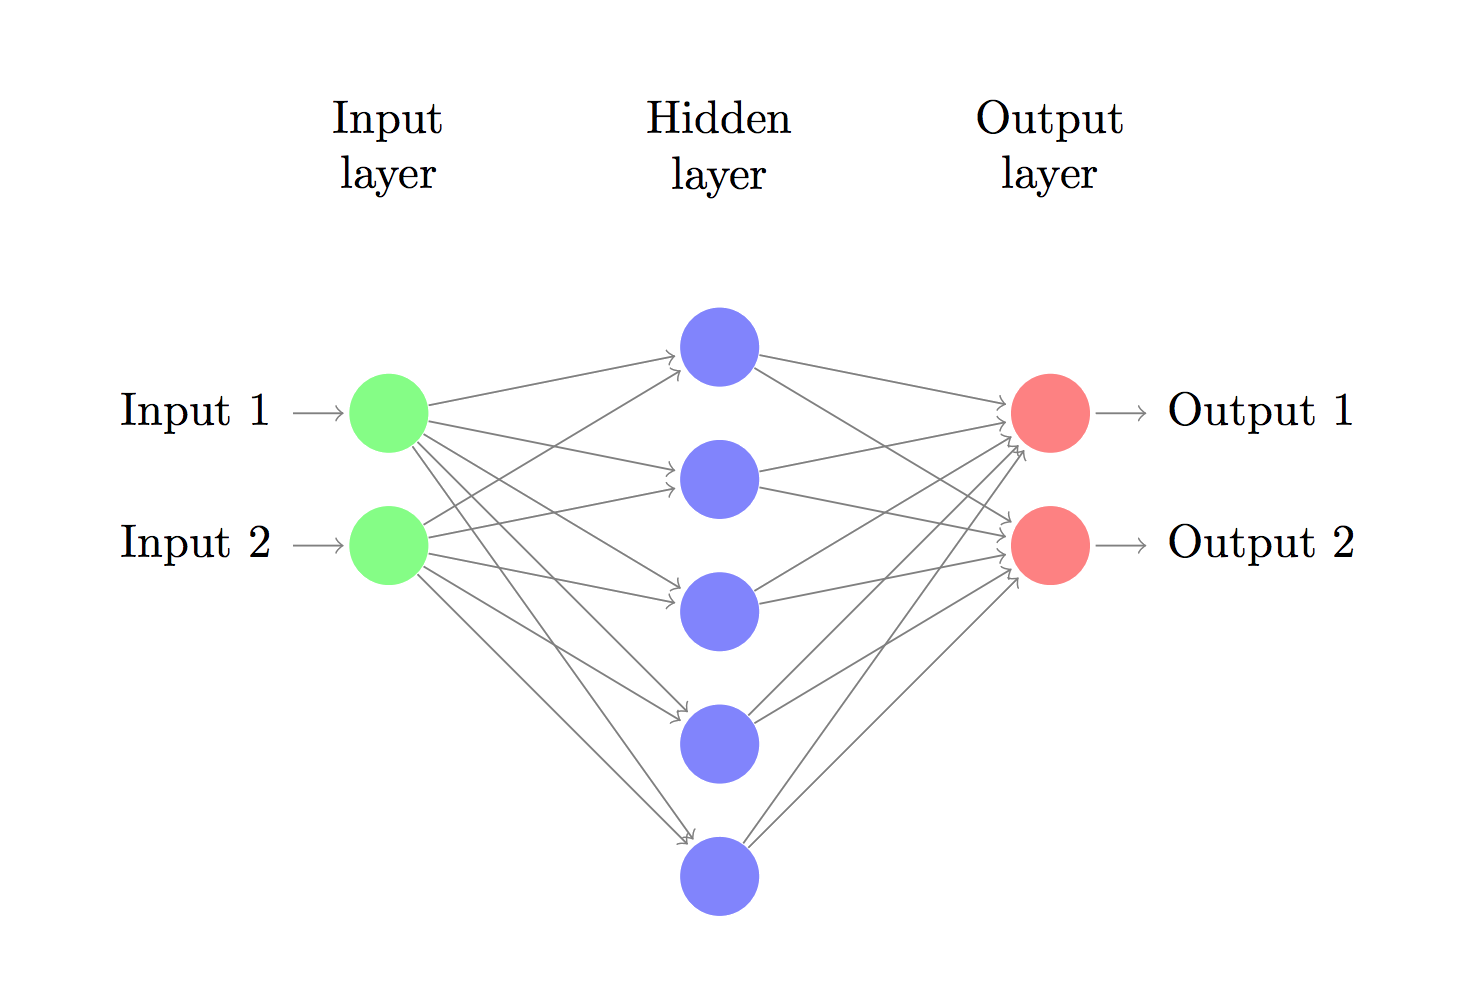 Input
layer
Hidden
layer
Output
layer
Input 1
Output 1
Input 2
Output 2